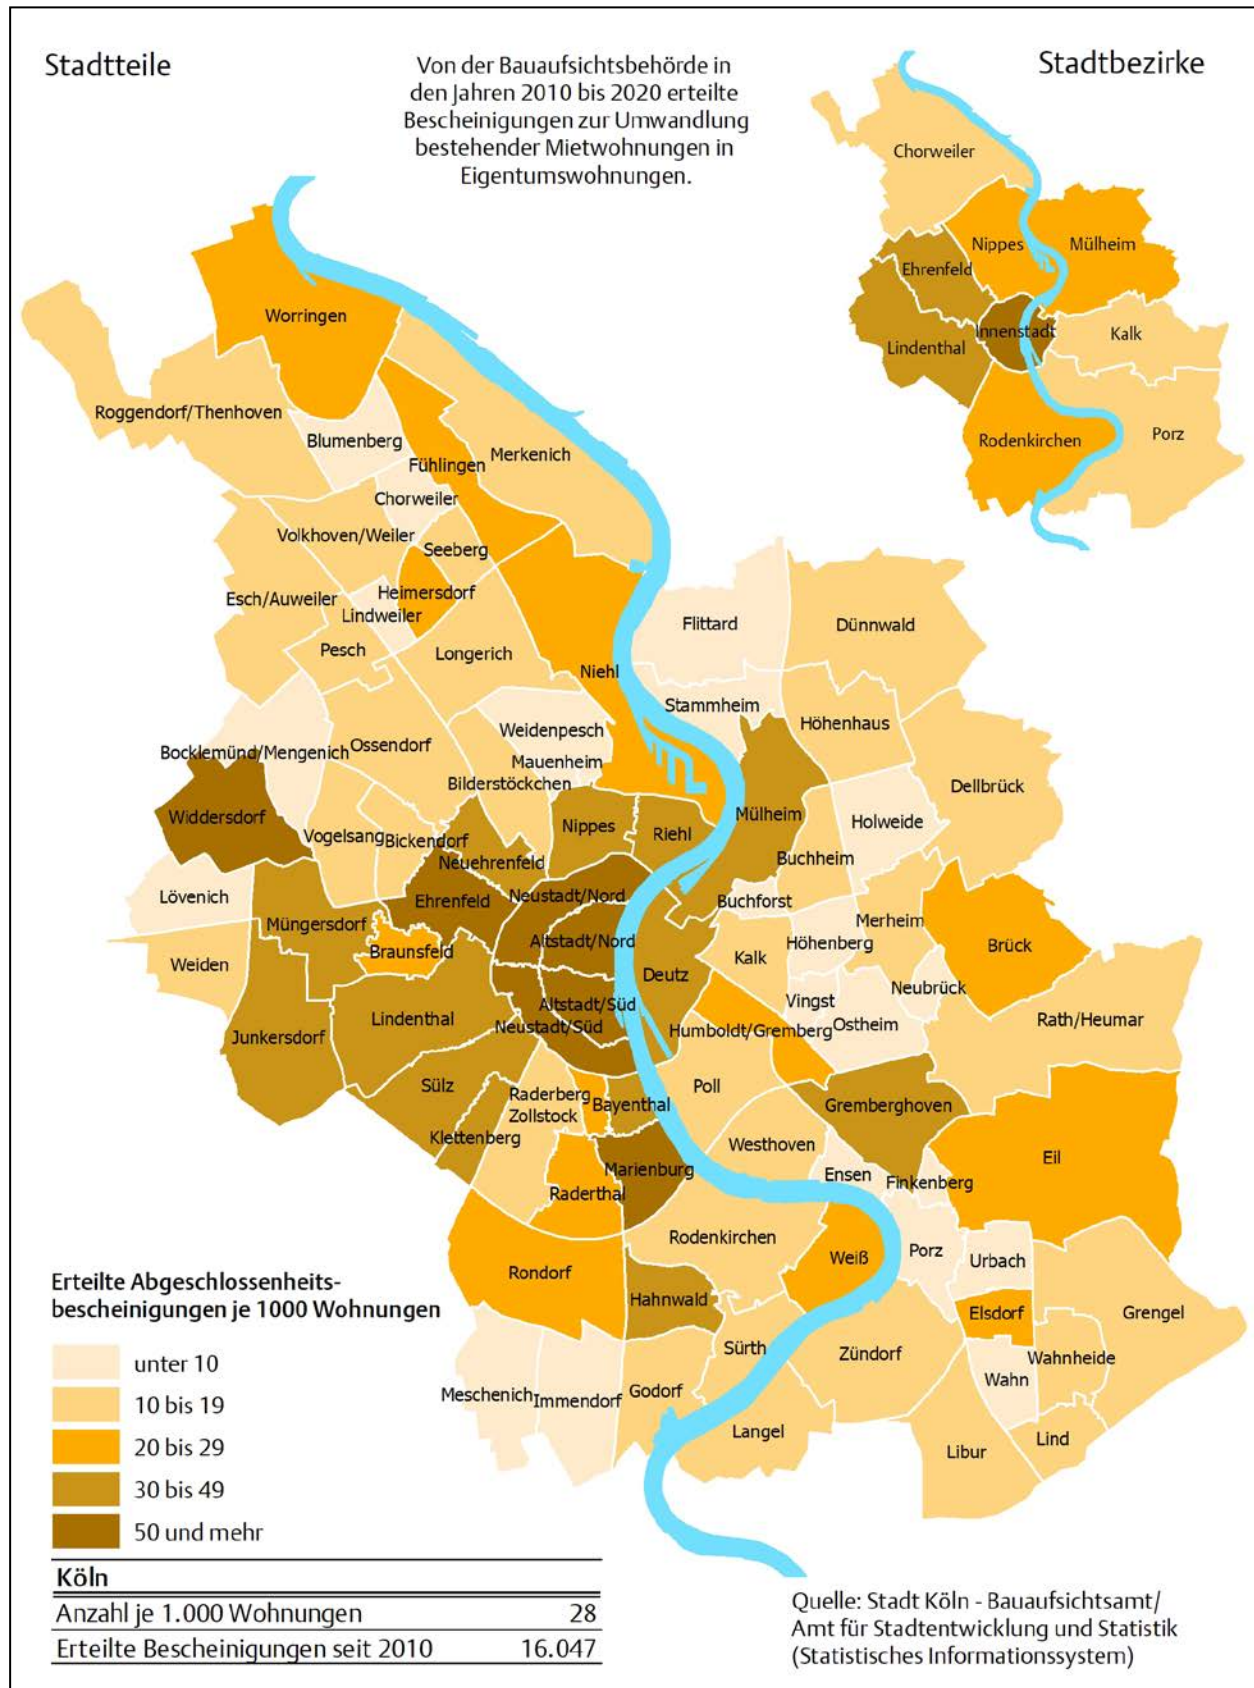 Stadtteile
Von der Bauaufsichtsbehörde in
den Jahren 2010 bis 2020 erteilte
Bescheinigungen zur Umwandlung
bestehender Mietwohnungen in
Eigentumswohnungen.
Stadtbezirke
Chorweiler
Nippes
Mülheim
Ehrenfeld
Innenstadt
Kalk
Lindenthal
Rodenkirchen
Porz
Worringen
Roggendorf/Thenhoven
Blumenberg
Fühlingen
Merkenich
Chorweiler
Volkhoven/Weiler
Seeberg
Heimersdorf
Esch/Auweiler
Lindweiler
Pesch
Longerich
Niehl
Flittard
Dünnwald
Stammheim
Höhenhaus
Weidenpesch
Bocklemünd/Mengenich
Ossendorf
Mauenheim
Bilderstöckchen
Dellbrück
Widdersdorf
Nippes
Riehl
Mülheim
Holweide
Vogelsang
Bickendorf
Neuehrenfeld
Buchheim
Lövenich
Ehrenfeld
Neustadt/Nord
Buchforst
Müngersdorf
Merheim
Braunsfeld
Altstadt/Nord
Höhenberg
Brück
Weiden
Kalk
Deutz
Neubrück
Altstadt/Süd
Vingst
Lindenthal
Neustadt/Süd
Ostheim
Rath/Heumar
Junkersdorf
Humboldt/Gremberg
Sülz
Poll
Raderberg
Zollstock
Bayenthal
Gremberghoven
Klettenberg
Westhoven
Eil
Marienburg
Ensen
Finkenberg
Raderthal
Rodenkirchen
Weiß
Porz
Urbach
Rondorf
Hahnwald
Elsdorf
Grengel
Sürth
Zündorf
Wahnheide
Wahn
Meschenich
Immendorf
Godorf
Langel
Libur
Lind
Erteilte Abgeschlossenheits-
bescheinigungen je 1000 Wohnungen
unter 10
10 bis 19
20 bis 29
30 bis 49
50 und mehr
Köln
Anzahl je 1.000 Wohnungen 28
Erteilte Bescheinigungen seit 2010 16.047
Quelle: Stadt Köln - Bauaufsichtsamt/
Amt für Stadtentwicklung und Statistik
(Statistisches Informationssystem)